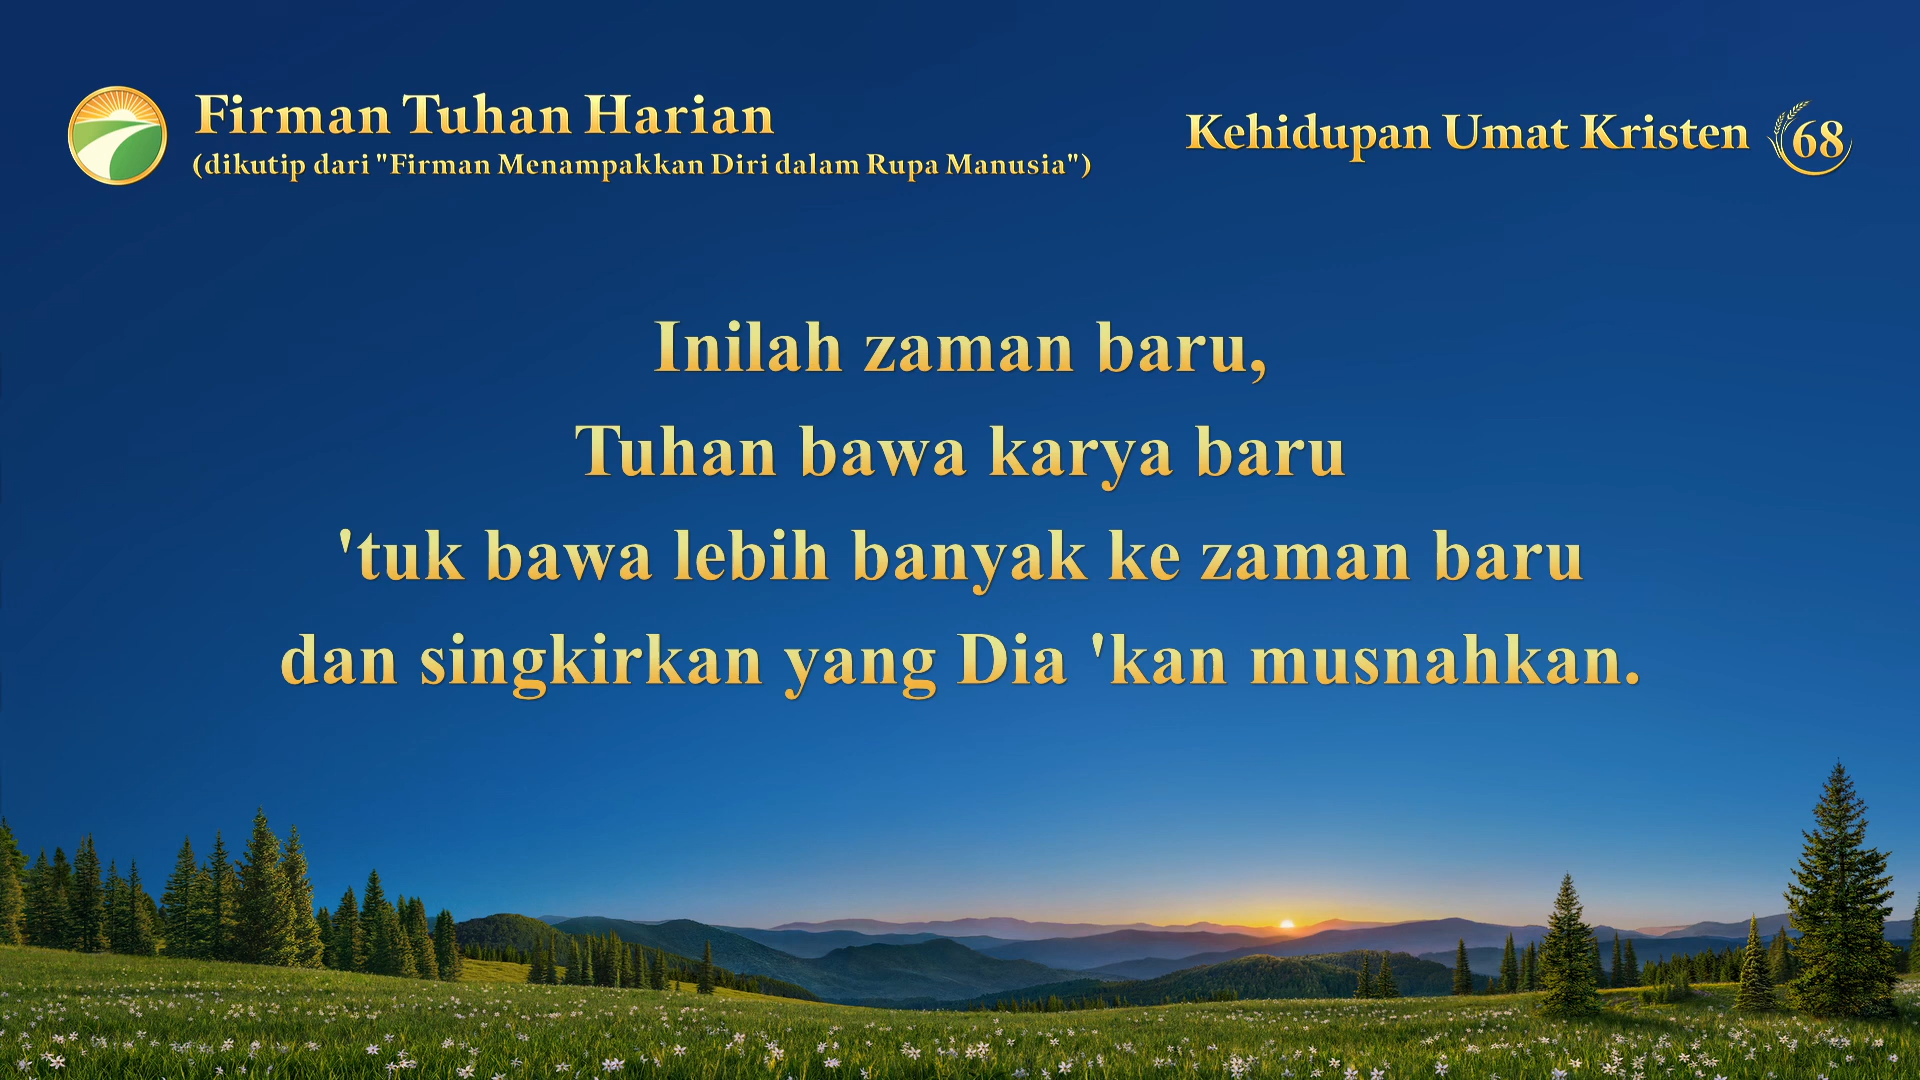 Firman Tuhan Harian
(dikutip dari "Firman Menampakkan Diri dalam Rupa Manusia")
Kehidupan Umat Kristen 68
Inilah zaman baru,
Tuhan bawa karya baru
'tuk bawa lebih banyak ke zaman baru
dan singkirkan yang Dia 'kan musnahkan.